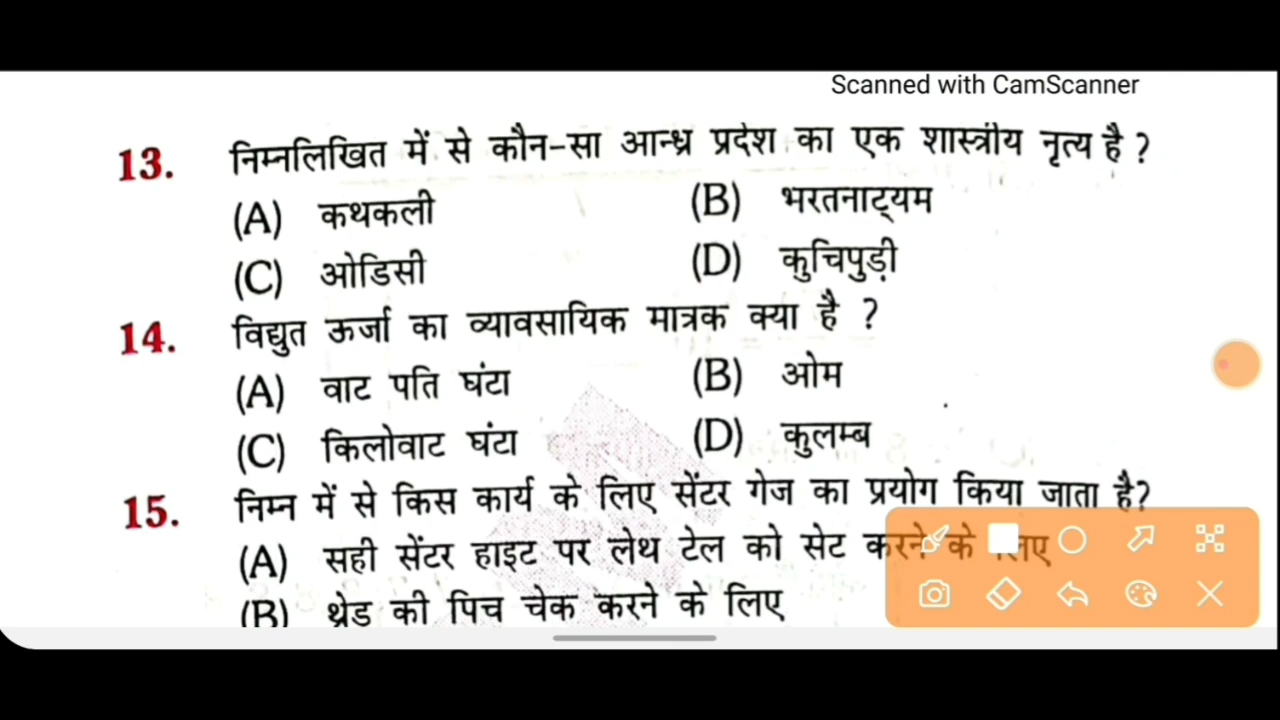 Scanned with CamScanner
13. निम्नलिखित में से कौन-सा आन्ध्र प्रदेश का एक शास्त्रीय नृत्य है ?
(A) कथकली (B) भरतनाट्यम
(C) ओडिसी (D) कुचिपुड़ी
14. विद्युत ऊर्जा का व्यावसायिक मात्रक क्या है ?
(A) वाट पति घंटा (B) ओम
(C) किलोवाट घंटा (D) कुलम्ब
15. निम्न में से किस कार्य के लिए सेंटर गेज का प्रयोग किया जाता है?
(A) सही सेंटर हाइट पर लेथ टेल को सेट करने के लिए
(B) थ्रेड की पिच चेक करने के लिए